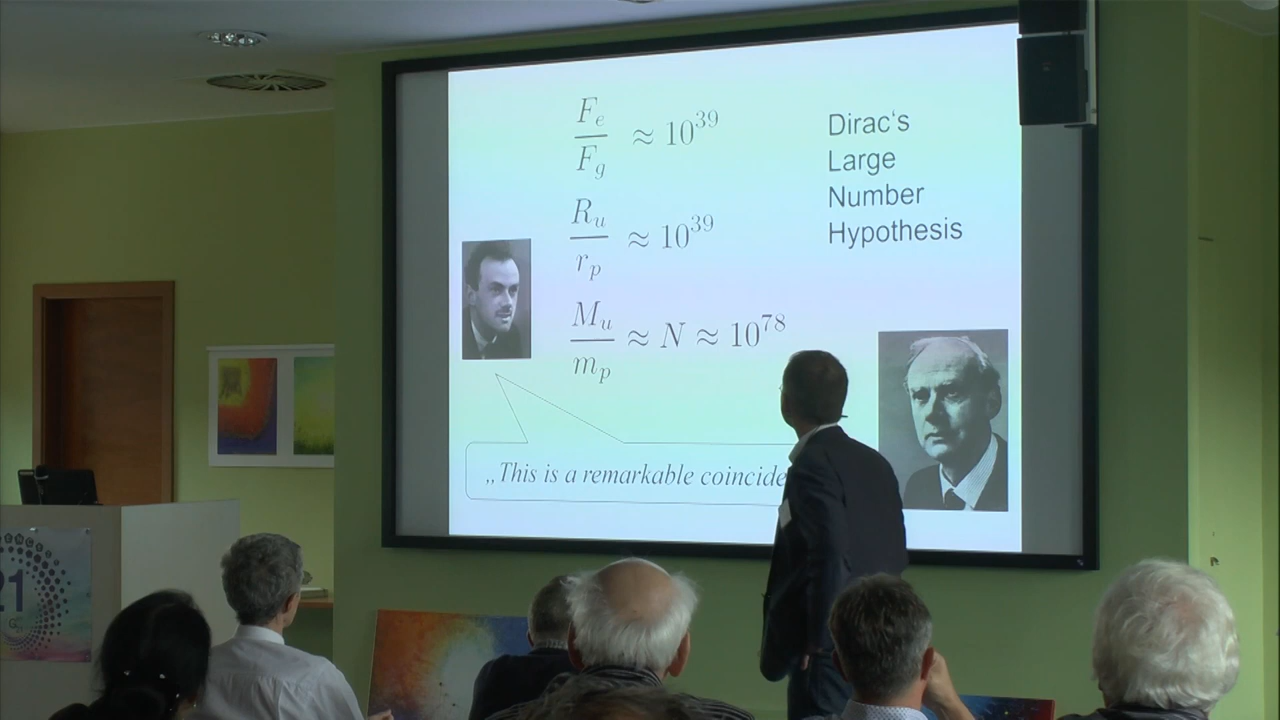 F_e / F_g ≈ 10^39
Dirac‘s
Large
Number
Hypothesis
R_u / r_p ≈ 10^39
M_u / m_p ≈ N ≈ 10^78
„This is a remarkable coincide
21